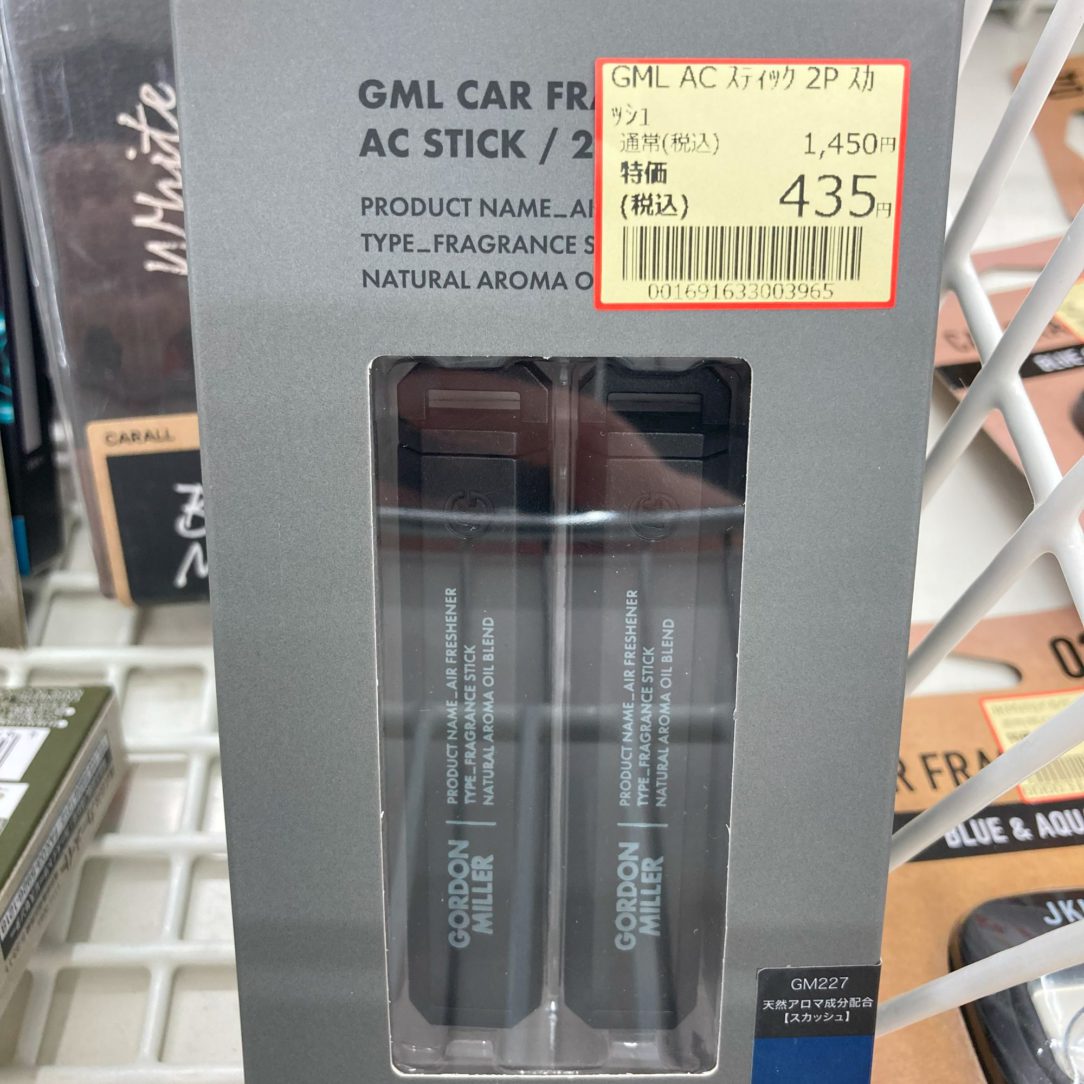 GML CAR FRA
AC STICK / 2
PRODUCT NAME_AI
TYPE_FRAGRANCE S
NATURAL AROMA O
GML AC スティック 2P スカ
ッシュ
通常(税込) 1,450円
特価
(税込) 435円
001691633003965
White
CARALL
PRODUCT NAME_AIR FRESHENER
TYPE_FRAGRANCE STICK
NATURAL AROMA OIL BLEND
GORDON
MILLER
PRODUCT NAME_AIR FRESHENER
TYPE_FRAGRANCE STICK
NATURAL AROMA OIL BLEND
GORDON
MILLER
GM227
天然アロマ成分配合
【スカッシュ】
R FRA
BLUE & AQUA